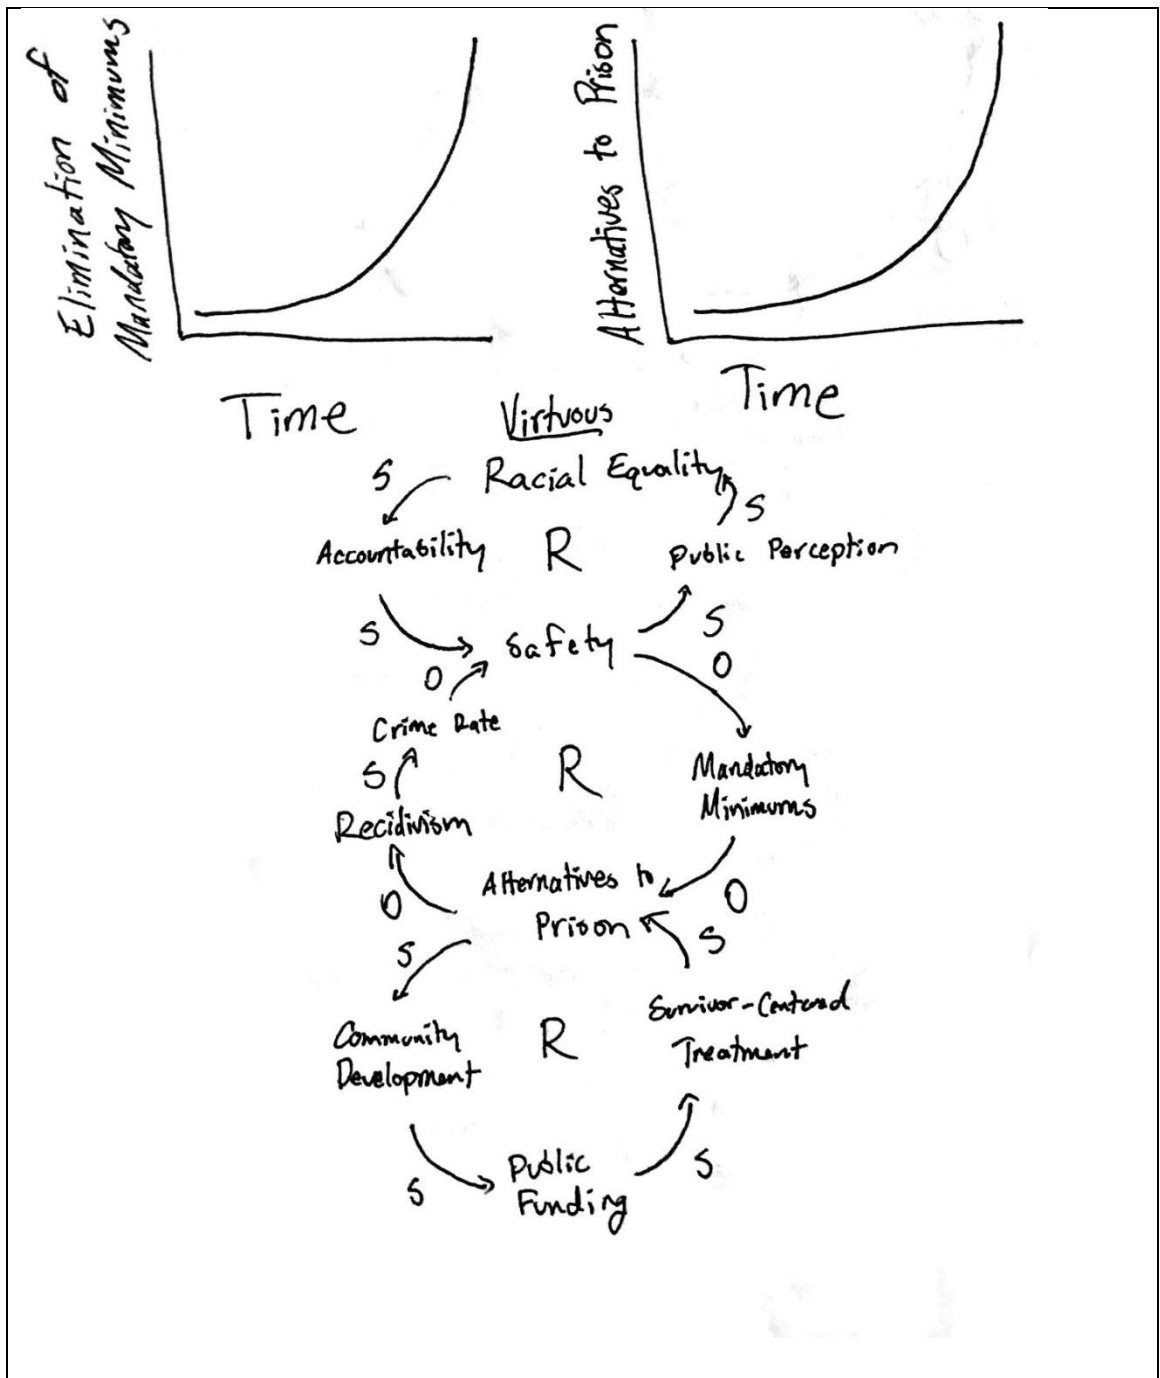 Elimination of
Mandatory Minimums
Time
Alternatives to Prison
Time
Virtuous
S
Racial Equality
S
Accountability
R
Public Perception
S
Safety
S
O
O
Crime Rate
S
R
Mandatory
Minimums
Recidivism
Alternatives to
Prison
O
O
S
S
Community
Development
R
Survivor-Centered
Treatment
S
Public
Funding
S